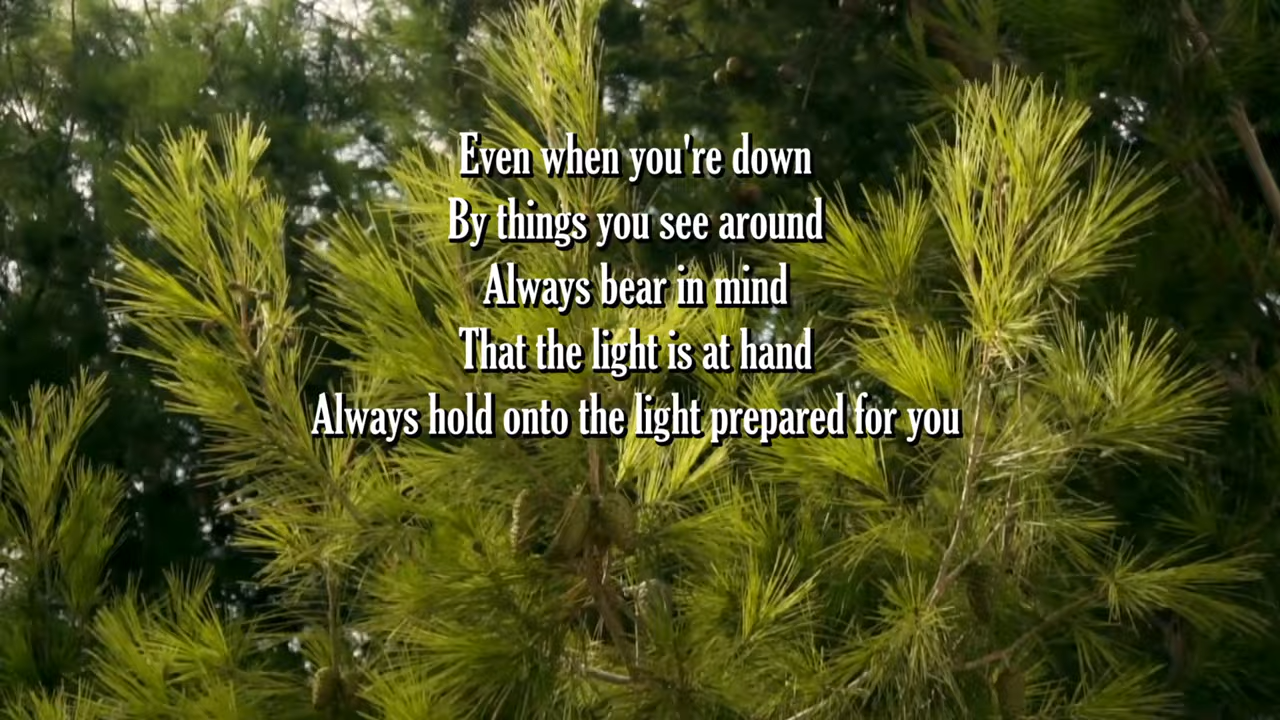 Even when you're down
By things you see around
Always bear in mind
That the light is at hand
Always hold onto the light prepared for you